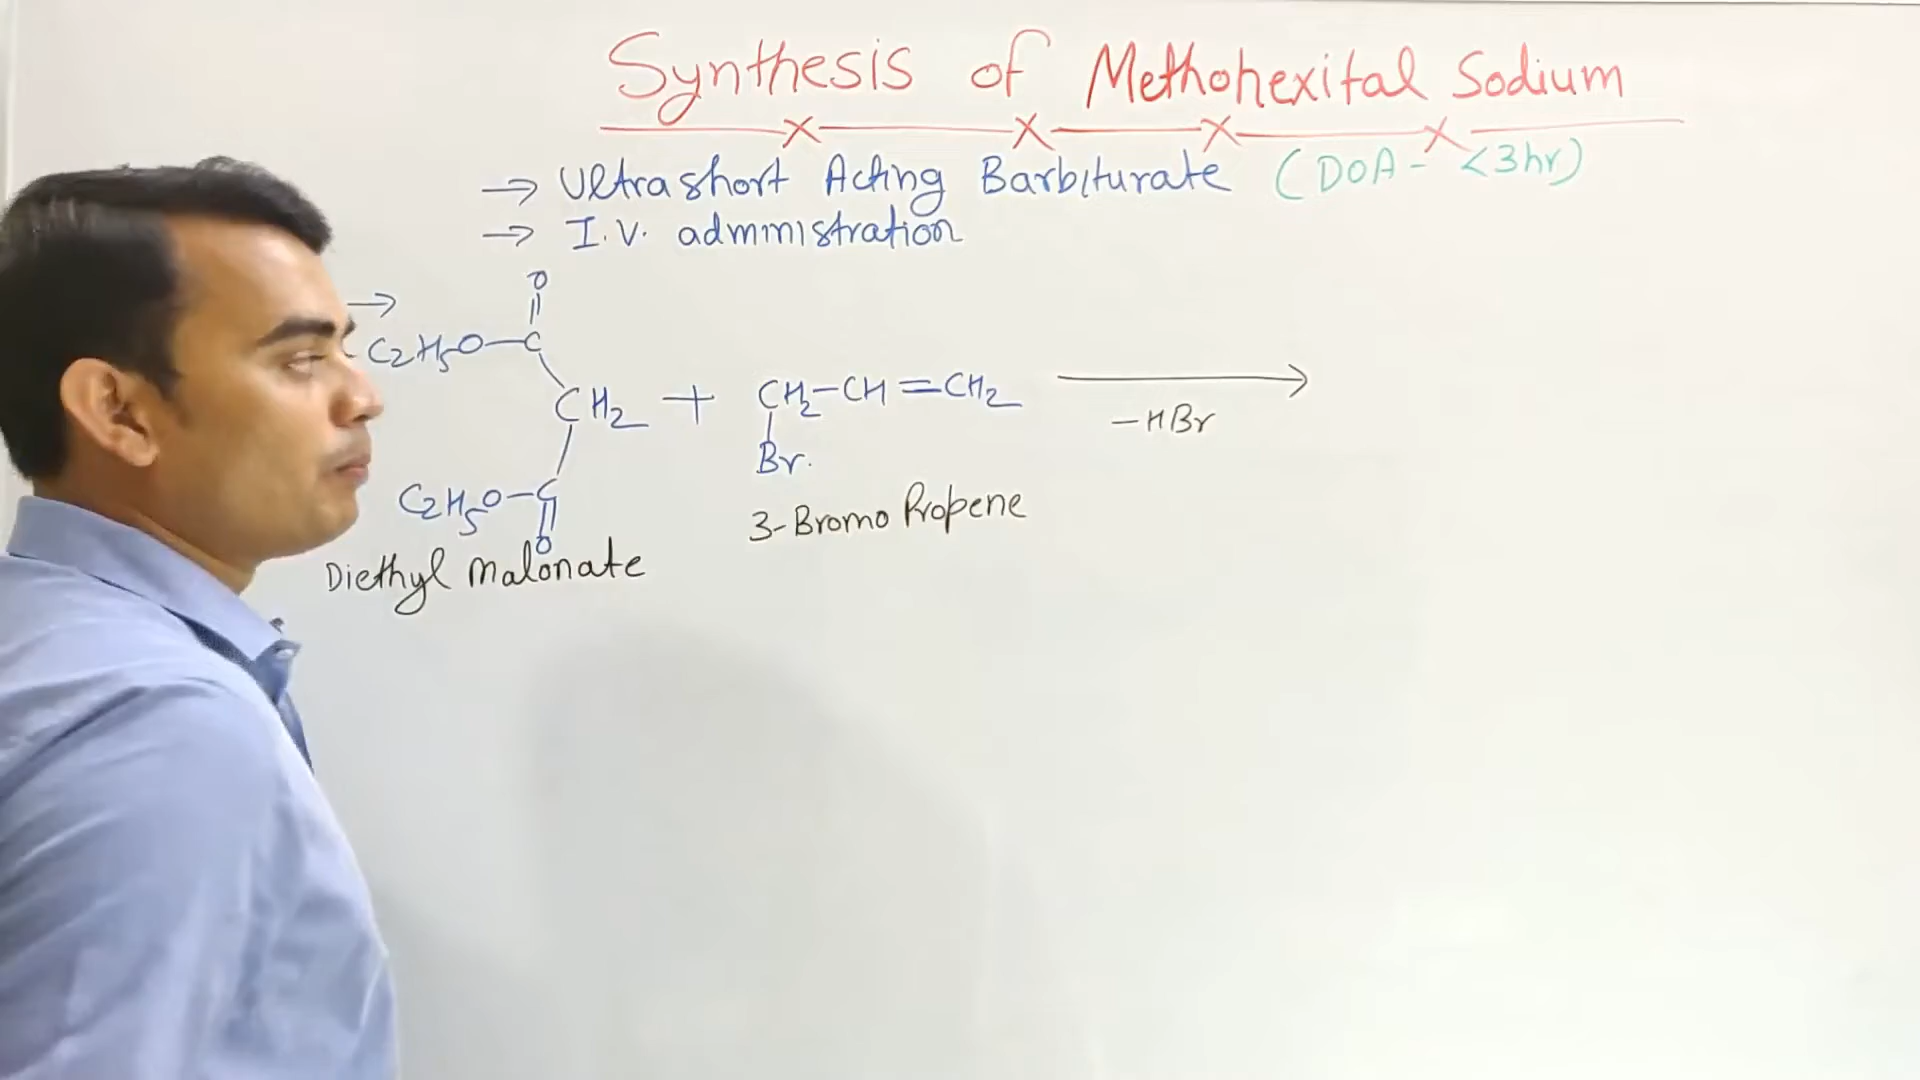 Synthesis of Methohexital Sodium
→ Ultrashort Acting Barbiturate (DOA- <3hr)
→ I.V. administration
→
O
C2H5O-C
CH2 + CH2-CH=CH2 →
-HBr
Br.
C2H5O-C
O
3-Bromo Propene
Diethyl Malonate